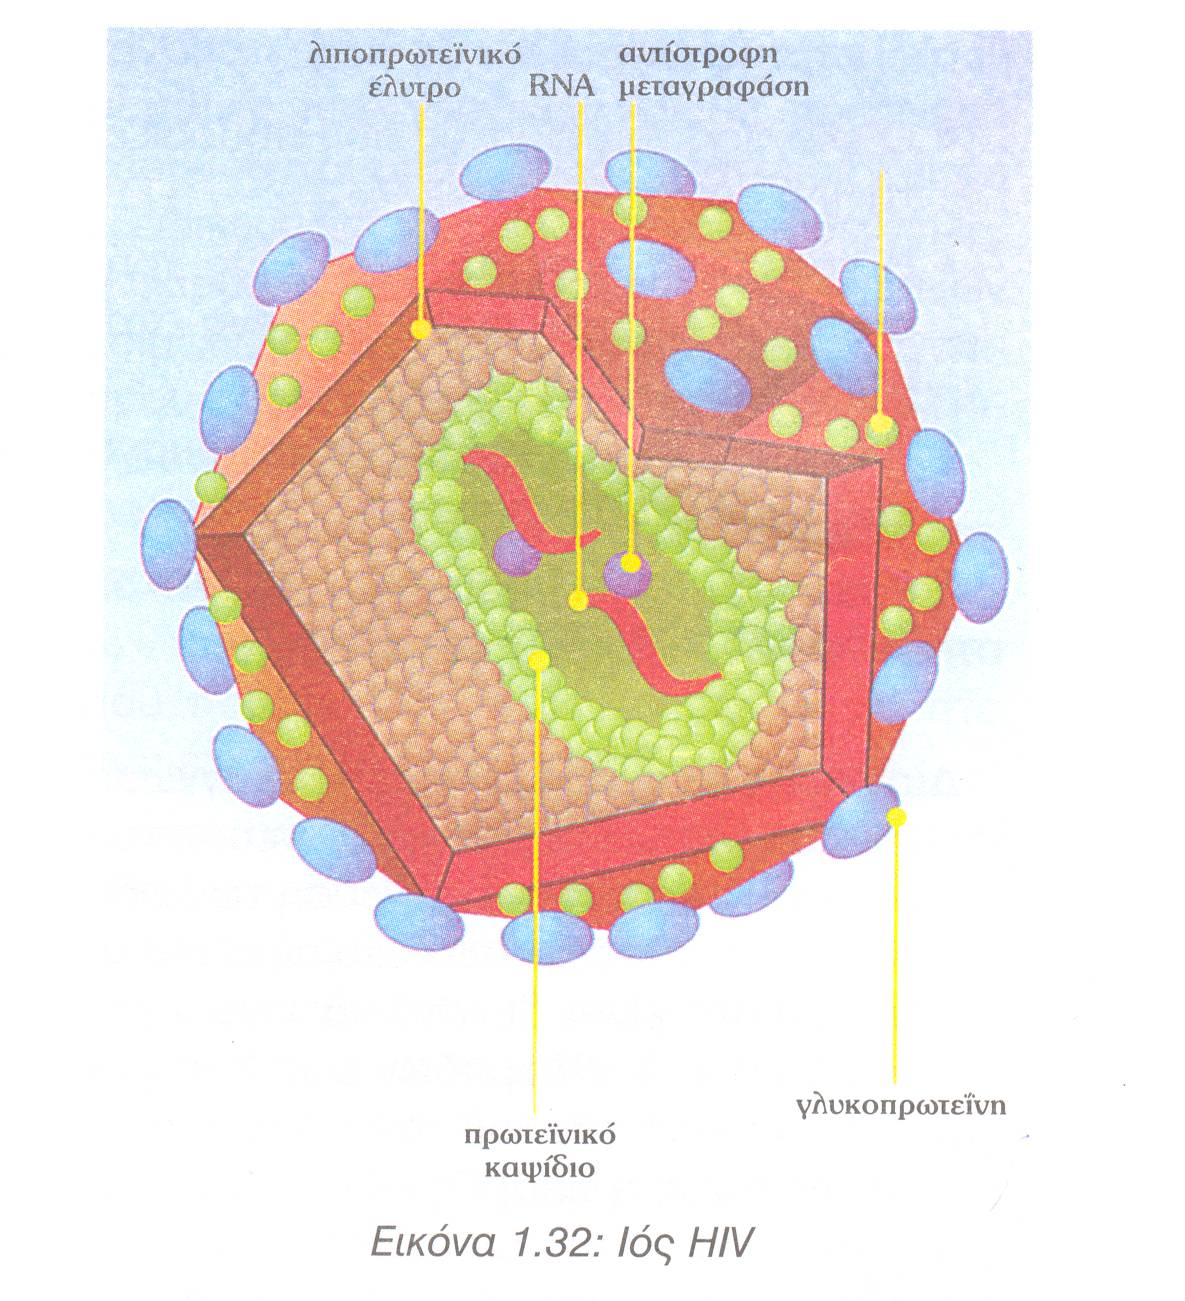 λιποπρωτεϊνικό
έλυτρο
RNA
αντίστροφη
μεταγραφάση
γλυκοπρωτεΐνη
πρωτεϊνικό
καψίδιο
Εικόνα 1.32: Ιός HIV